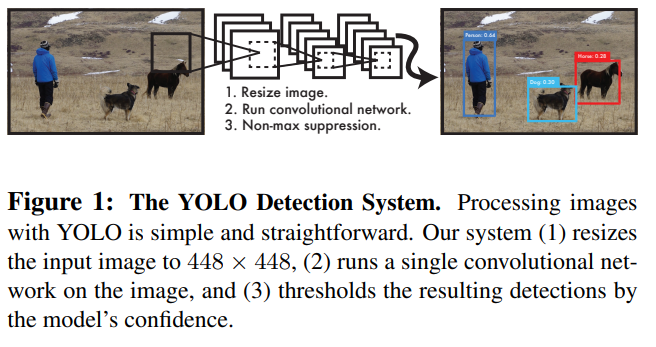 Person: 0.64
Horse: 0.28
Dog: 0.30
1. Resize image.
2. Run convolutional network.
3. Non-max suppression.
Figure 1: The YOLO Detection System. Processing images
with YOLO is simple and straightforward. Our system (1) resizes
the input image to 448 × 448, (2) runs a single convolutional net-
work on the image, and (3) thresholds the resulting detections by
the model’s confidence.